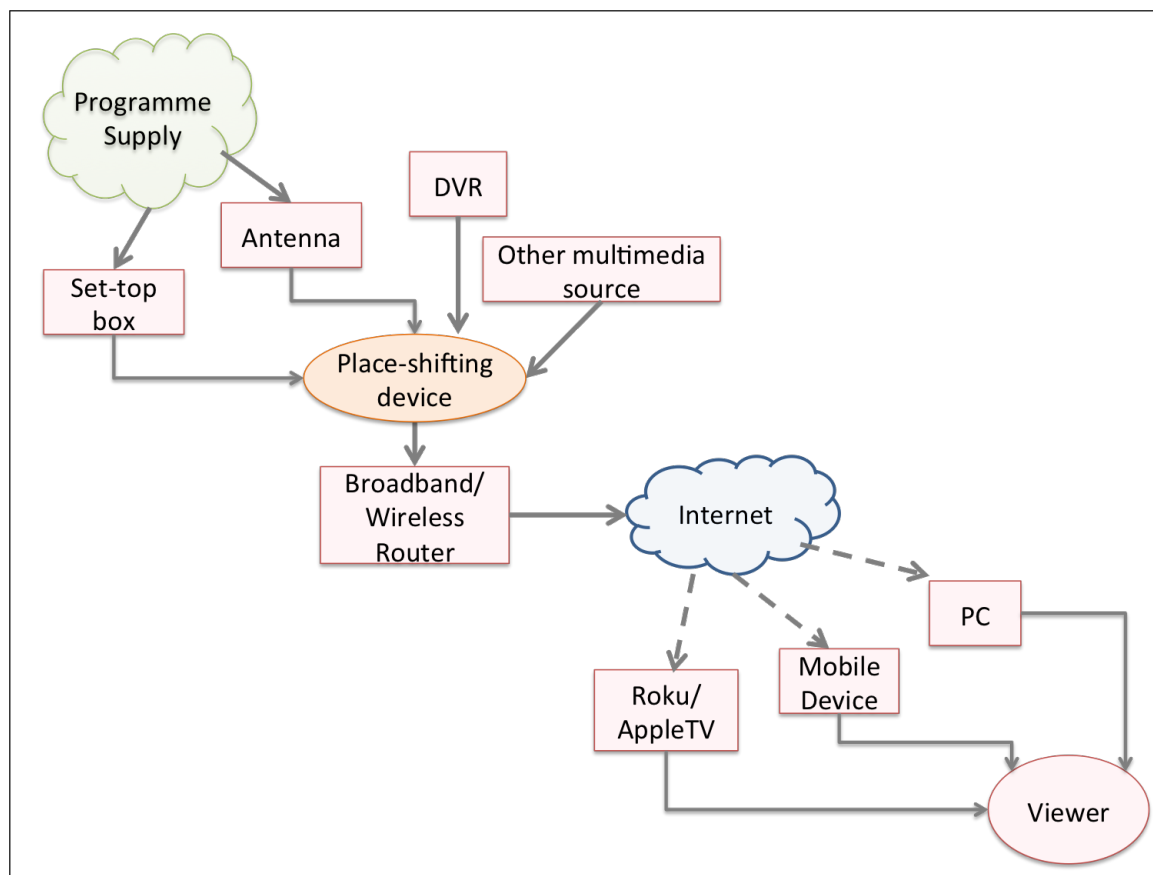 Programme
Supply
DVR
Antenna
Other multimedia
source
Set-top
box
Place-shifting
device
Broadband/
Wireless
Router
Internet
PC
Mobile
Device
Roku/
AppleTV
Viewer